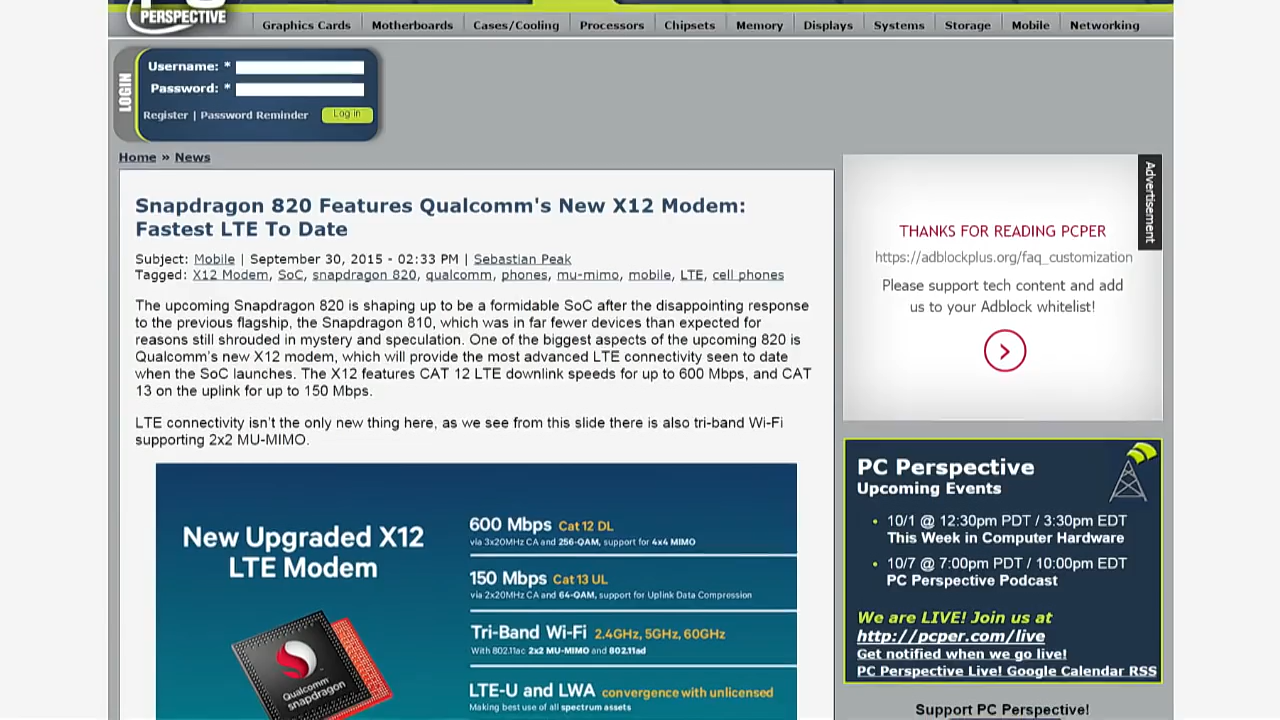 PERSPECTIVE
Graphics Cards
Motherboards
Cases/Cooling
Processors
Chipsets
Memory
Displays
Systems
Storage
Mobile
Networking
LOGIN
Username: *
Password: *
Register | Password Reminder
Log in
Home » News
Snapdragon 820 Features Qualcomm's New X12 Modem:
Fastest LTE To Date
Subject: Mobile | September 30, 2015 - 02:33 PM | Sebastian Peak
Tagged: X12 Modem, SoC, snapdragon 820, qualcomm, phones, mu-mimo, mobile, LTE, cell phones
The upcoming Snapdragon 820 is shaping up to be a formidable SoC after the disappointing response
to the previous flagship, the Snapdragon 810, which was in far fewer devices than expected for
reasons still shrouded in mystery and speculation. One of the biggest aspects of the upcoming 820 is
Qualcomm's new X12 modem, which will provide the most advanced LTE connectivity seen to date
when the SoC launches. The X12 features CAT 12 LTE downlink speeds for up to 600 Mbps, and CAT
13 on the uplink for up to 150 Mbps.
LTE connectivity isn't the only new thing here, as we see from this slide there is also tri-band Wi-Fi
supporting 2x2 MU-MIMO.
New Upgraded X12
LTE Modem
Qualcomm
snapdragon
600 Mbps Cat 12 DL
via 3x20MHz CA and 256-QAM, support for 4x4 MIMO
150 Mbps Cat 13 UL
via 2x20MHz CA and 64-QAM, support for Uplink Data Compression
Tri-Band Wi-Fi 2.4GHz, 5GHz, 60GHz
With 802.11ac 2x2 MU-MIMO and 802.11ad
LTE-U and LWA convergence with unlicensed
Making best use of all spectrum assets
Advertisement
THANKS FOR READING PCPER
https://adblockplus.org/faq_customization
Please support tech content and add
us to your Adblock whitelist!
PC Perspective
Upcoming Events
• 10/1 @ 12:30pm PDT / 3:30pm EDT
This Week in Computer Hardware
• 10/7 @ 7:00pm PDT / 10:00pm EDT
PC Perspective Podcast
We are LIVE! Join us at
http://pcper.com/live
Get notified when we go live!
PC Perspective Live! Google Calendar RSS
Support PC Perspective!